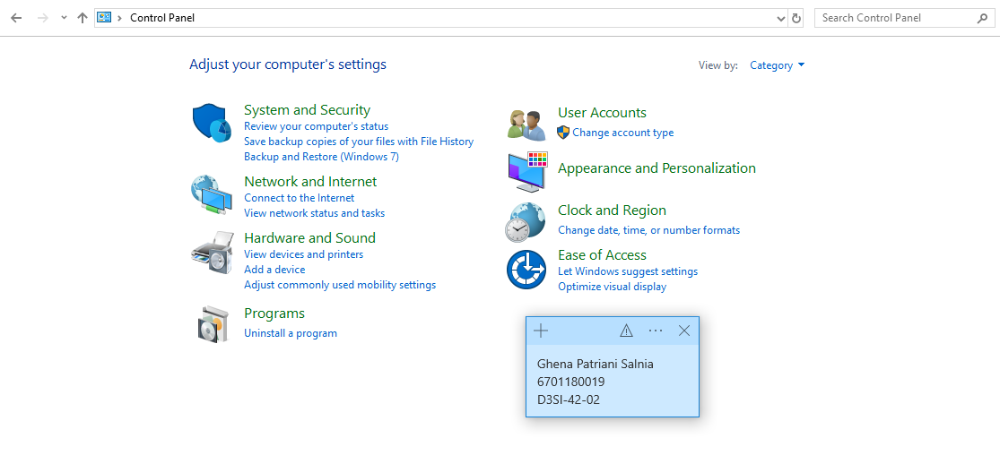 Control Panel
Search Control Panel
Adjust your computer's settings
View by: Category
System and Security
Review your computer's status
Save backup copies of your files with File History
Backup and Restore (Windows 7)
Network and Internet
Connect to the Internet
View network status and tasks
Hardware and Sound
View devices and printers
Add a device
Adjust commonly used mobility settings
Programs
Uninstall a program
User Accounts
Change account type
Appearance and Personalization
Clock and Region
Change date, time, or number formats
Ease of Access
Let Windows suggest settings
Optimize visual display
Ghena Patriani Salnia
6701180019
D3SI-42-02